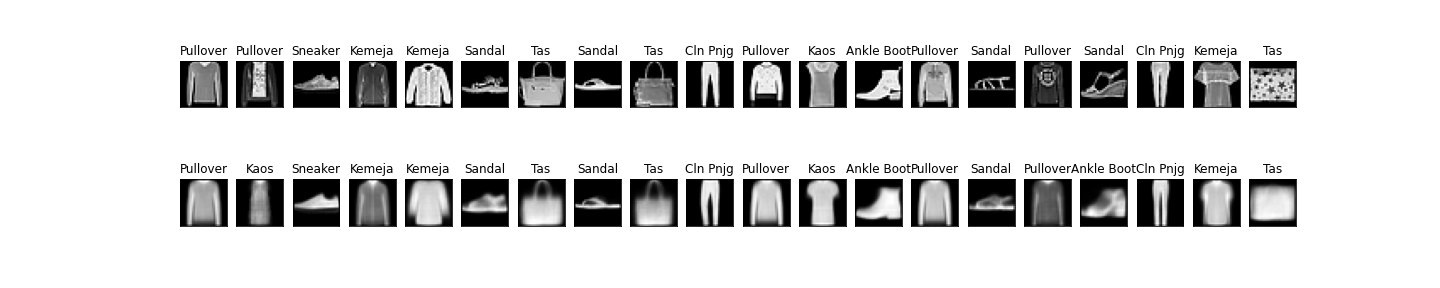 Pullover Pullover Sneaker Kemeja Kemeja Sandal Tas Sandal Tas Cln Pnjg Pullover Kaos Ankle Boot Pullover Sandal Pullover Sandal Cln Pnjg Kemeja Tas
Pullover Kaos Sneaker Kemeja Kemeja Sandal Tas Sandal Tas Cln Pnjg Pullover Kaos Ankle Boot Pullover Sandal Pullover Ankle Boot Cln Pnjg Kemeja Tas